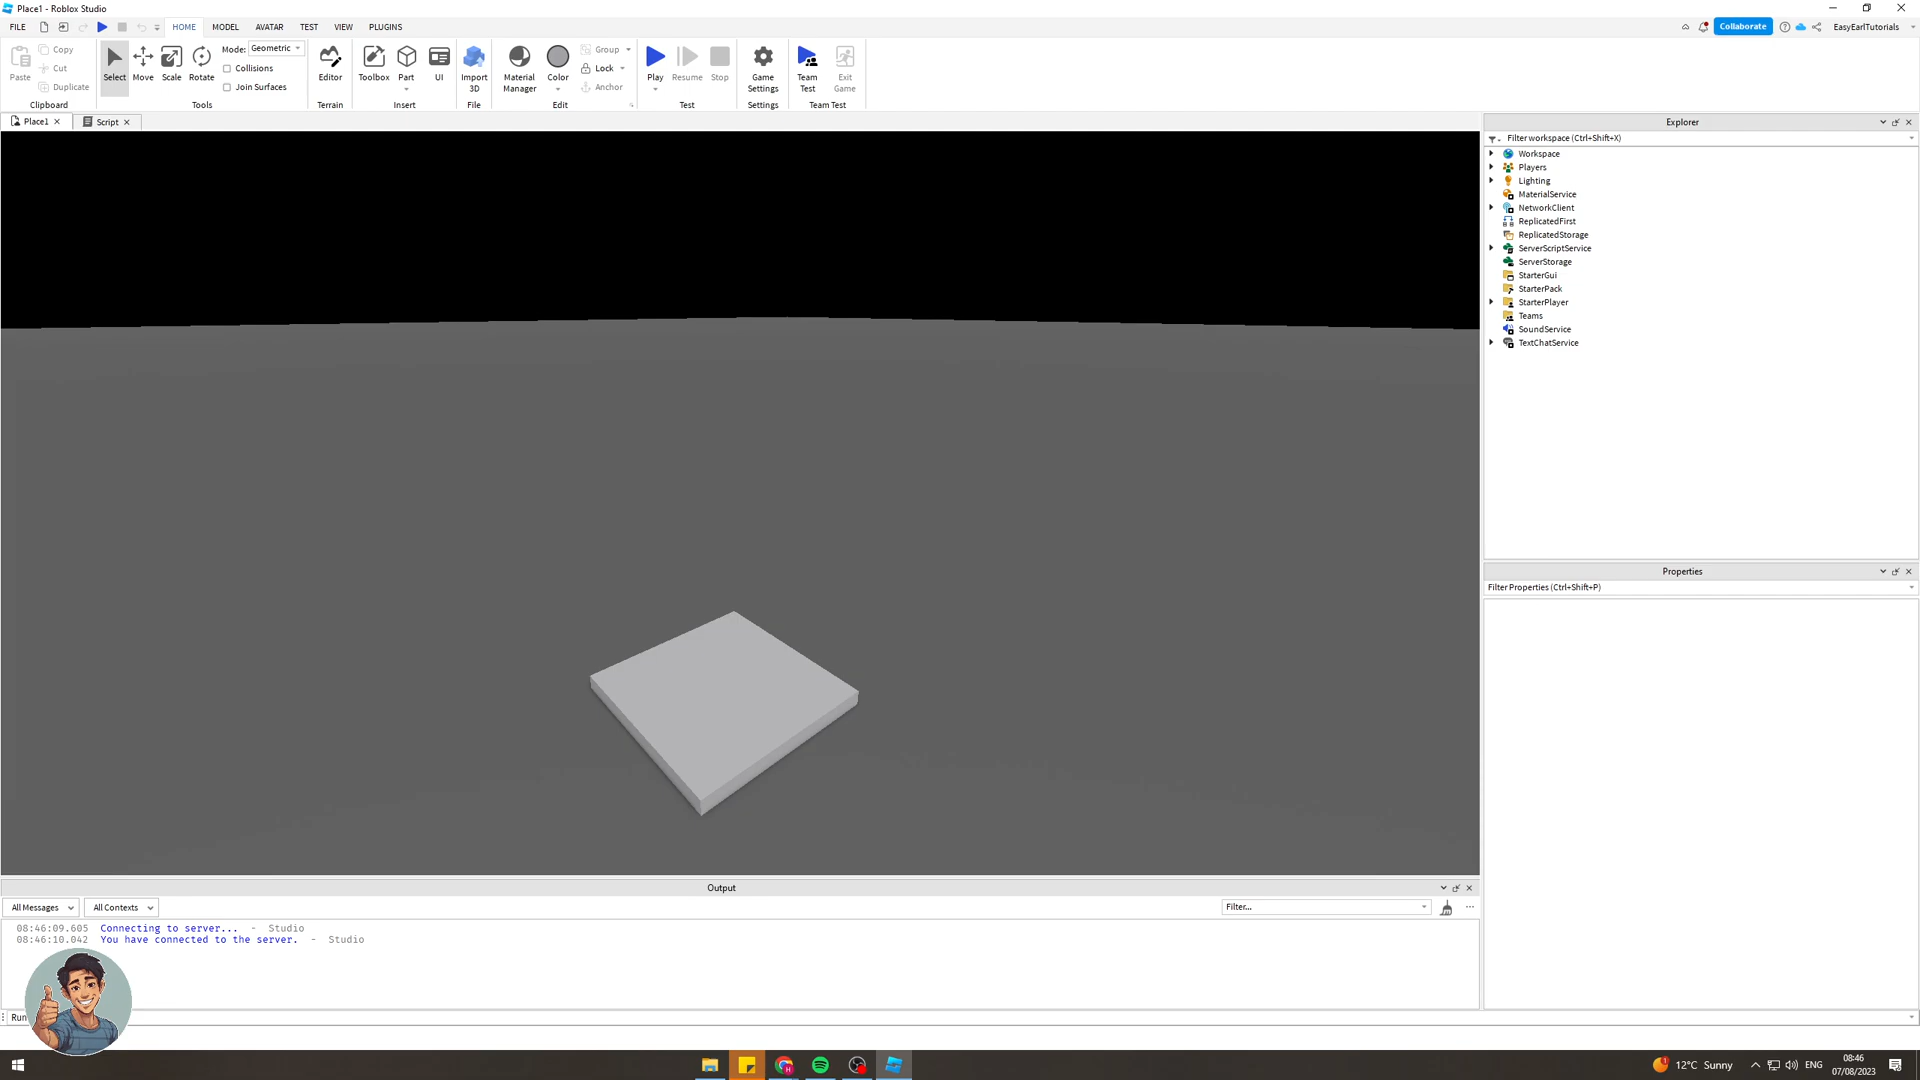 Place1 - Roblox Studio
FILE HOME MODEL AVATAR TEST VIEW PLUGINS
Collaborate EasyEarlTutorials
Paste Copy Cut Duplicate
Clipboard
Select Move Scale Rotate
Mode: Geometric
Collisions
Join Surfaces
Tools
Editor
Terrain
Toolbox Part UI
Insert
Import 3D
File
Material Manager Color Group Lock Anchor
Edit
Play Resume Stop
Test
Game Settings
Settings
Team Test Exit Game
Team Test
Place1 Script
Explorer
Filter workspace (Ctrl+Shift+X)
Workspace
Players
Lighting
MaterialService
NetworkClient
ReplicatedFirst
ReplicatedStorage
ServerScriptService
ServerStorage
StarterGui
StarterPack
StarterPlayer
Teams
SoundService
TextChatService
Properties
Filter Properties (Ctrl+Shift+P)
Output
All Messages All Contexts Filter...
08:46:09.605 Connecting to server... - Studio
08:46:10.042 You have connected to the server. - Studio
Run
12°C Sunny ENG 08:46
07/08/2023